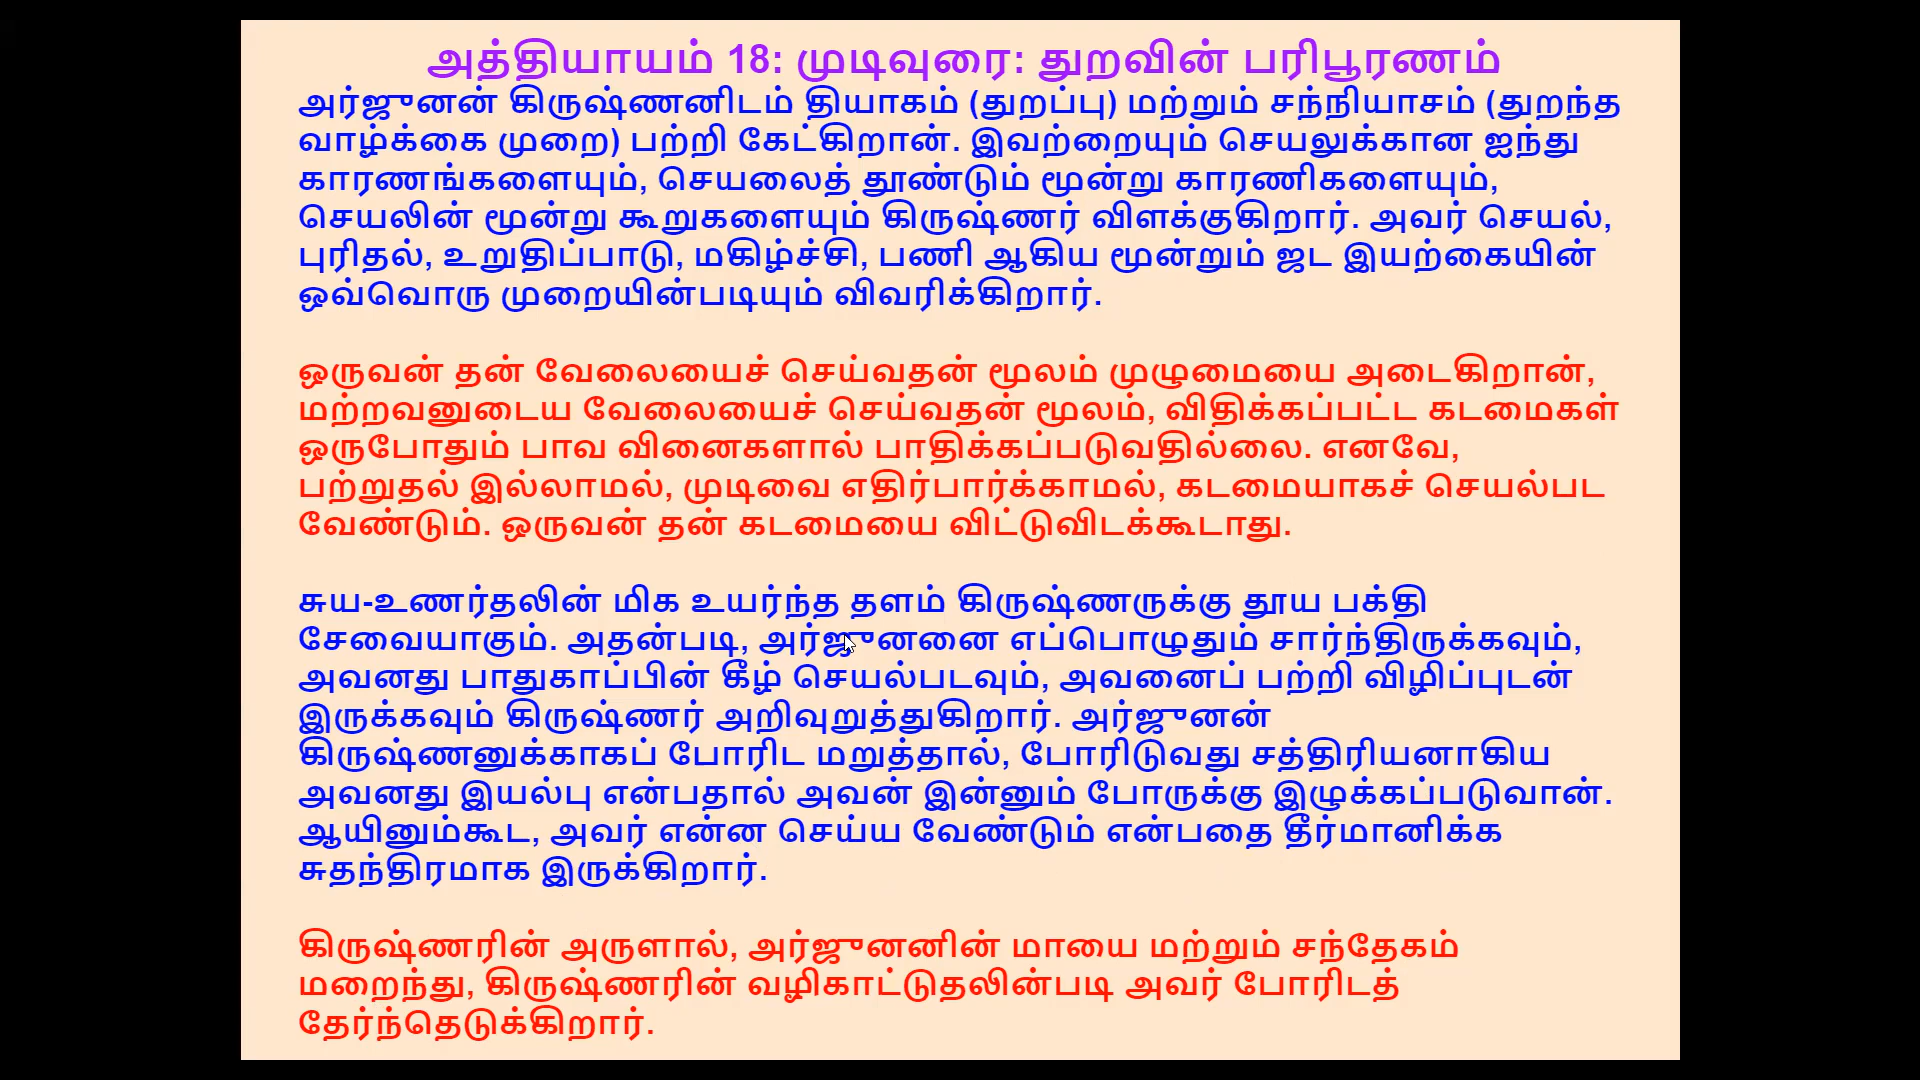 அத்தியாயம் 18: முடிவுரை: துறவின் பரிபூரணம்
அர்ஜுனன் கிருஷ்ணனிடம் தியாகம் (துறப்பு) மற்றும் சந்நியாசம் (துறந்த
வாழ்க்கை முறை) பற்றி கேட்கிறான். இவற்றையும் செயலுக்கான ஐந்து
காரணங்களையும், செயலைத் தூண்டும் மூன்று காரணிகளையும்,
செயலின் மூன்று கூறுகளையும் கிருஷ்ணர் விளக்குகிறார். அவர் செயல்,
புரிதல், உறுதிப்பாடு, மகிழ்ச்சி, பணி ஆகிய மூன்றும் ஜட இயற்கையின்
ஒவ்வொரு முறையின்படியும் விவரிக்கிறார்.
ஒருவன் தன் வேலையைச் செய்வதன் மூலம் முழுமையை அடைகிறான்,
மற்றவனுடைய வேலையைச் செய்வதன் மூலம், விதிக்கப்பட்ட கடமைகள்
ஒருபோதும் பாவ வினைகளால் பாதிக்கப்படுவதில்லை. எனவே,
பற்றுதல் இல்லாமல், முடிவை எதிர்பார்க்காமல், கடமையாகச் செயல்பட
வேண்டும். ஒருவன் தன் கடமையை விட்டுவிடக்கூடாது.
சுய-உணர்தலின் மிக உயர்ந்த தளம் கிருஷ்ணருக்கு தூய பக்தி
சேவையாகும். அதன்படி, அர்ஜுனனை எப்பொழுதும் சார்ந்திருக்கவும்,
அவனது பாதுகாப்பின் கீழ் செயல்படவும், அவனைப் பற்றி விழிப்புடன்
இருக்கவும் கிருஷ்ணர் அறிவுறுத்துகிறார். அர்ஜுனன்
கிருஷ்ணனுக்காகப் போரிட மறுத்தால், போரிடுவது சத்திரியனாகிய
அவனது இயல்பு என்பதால் அவன் இன்னும் போருக்கு இழுக்கப்படுவான்.
ஆயினும்கூட, அவர் என்ன செய்ய வேண்டும் என்பதை தீர்மானிக்க
சுதந்திரமாக இருக்கிறார்.
கிருஷ்ணரின் அருளால், அர்ஜுனனின் மாயை மற்றும் சந்தேகம்
மறைந்து, கிருஷ்ணரின் வழிகாட்டுதலின்படி அவர் போரிடத்
தேர்ந்தெடுக்கிறார்.